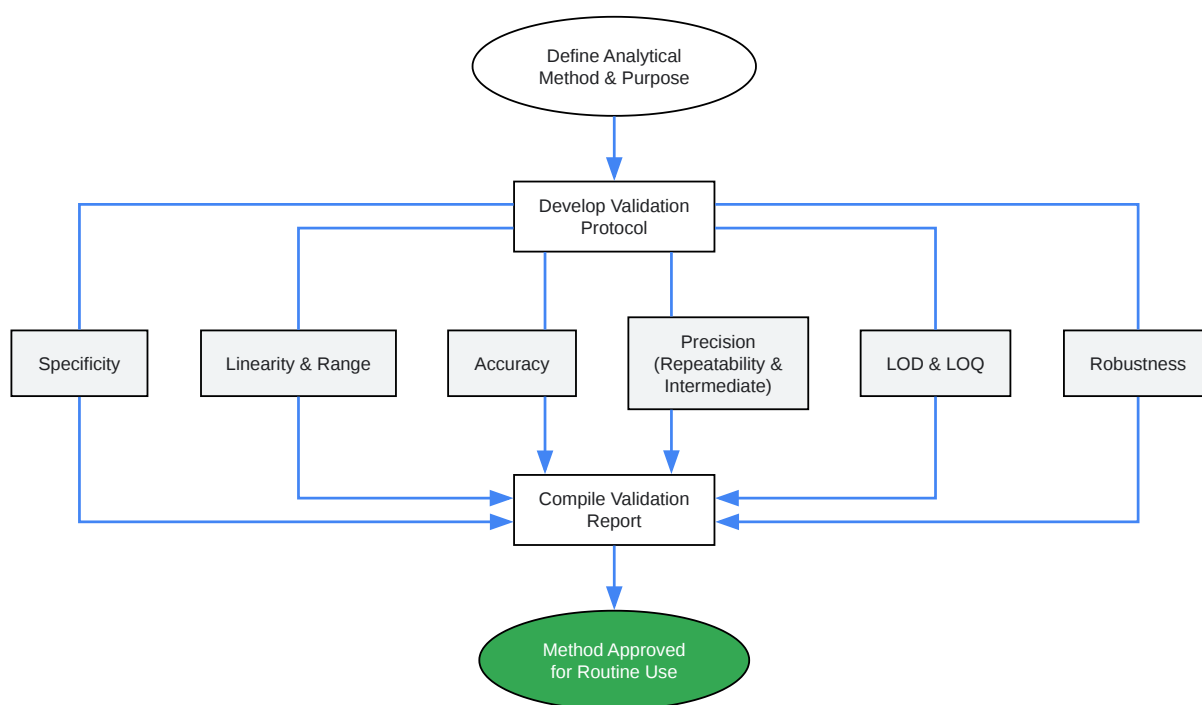 Define Analytical
Method & Purpose
Develop Validation
Protocol
Specificity
Linearity & Range
Accuracy
Precision
(Repeatability &
Intermediate)
LOD & LOQ
Robustness
Compile Validation
Report
Method Approved
for Routine Use